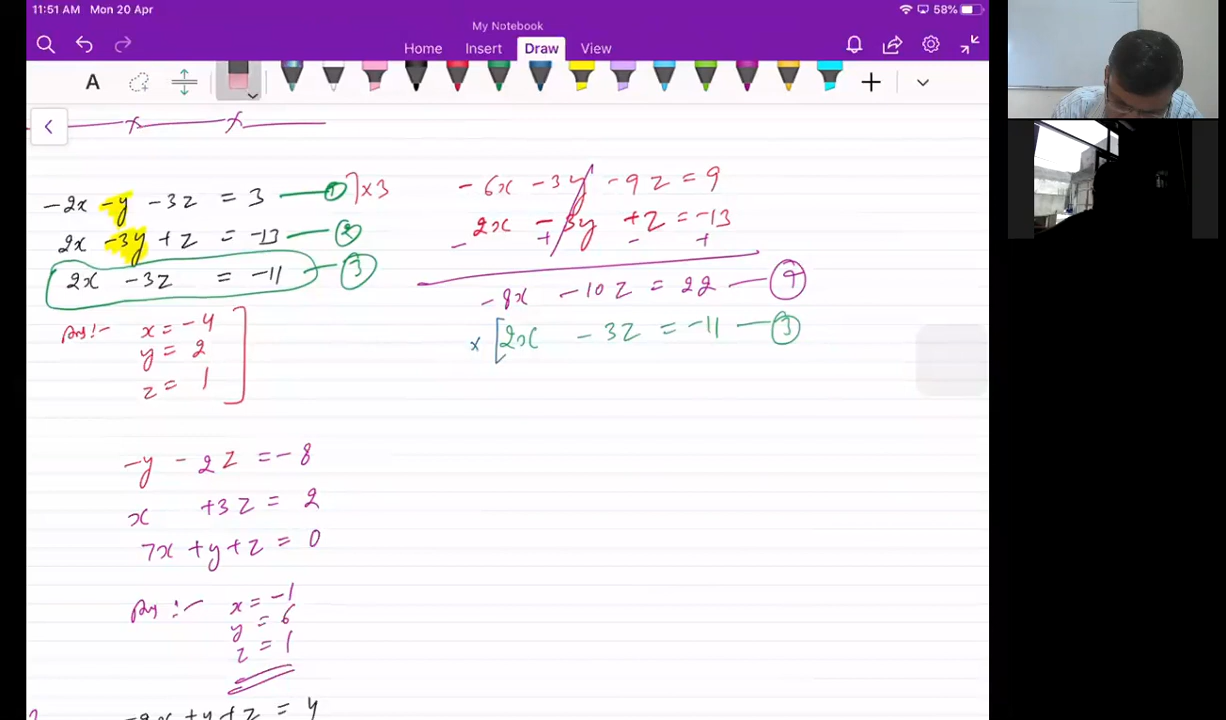 11:51 AM Mon 20 Apr
58%
My Notebook
Home Insert Draw View
A
-2x -y -3z = 3 — ① ] ×3
2x -3y +z = -13 — ②
2x -3z = -11 — ③
Ans:- x = -4
y = 2
z = 1
-6x -3y -9z = 9
2x -3y +z = -13
- + - +
-8x -10z = 22 — ④
× [2x -3z = -11 — ③
-y -2z = -8
x +3z = 2
7x +y +z = 0
Ans :- x = -1
y = 6
z = 1
-2x +y +z = 4